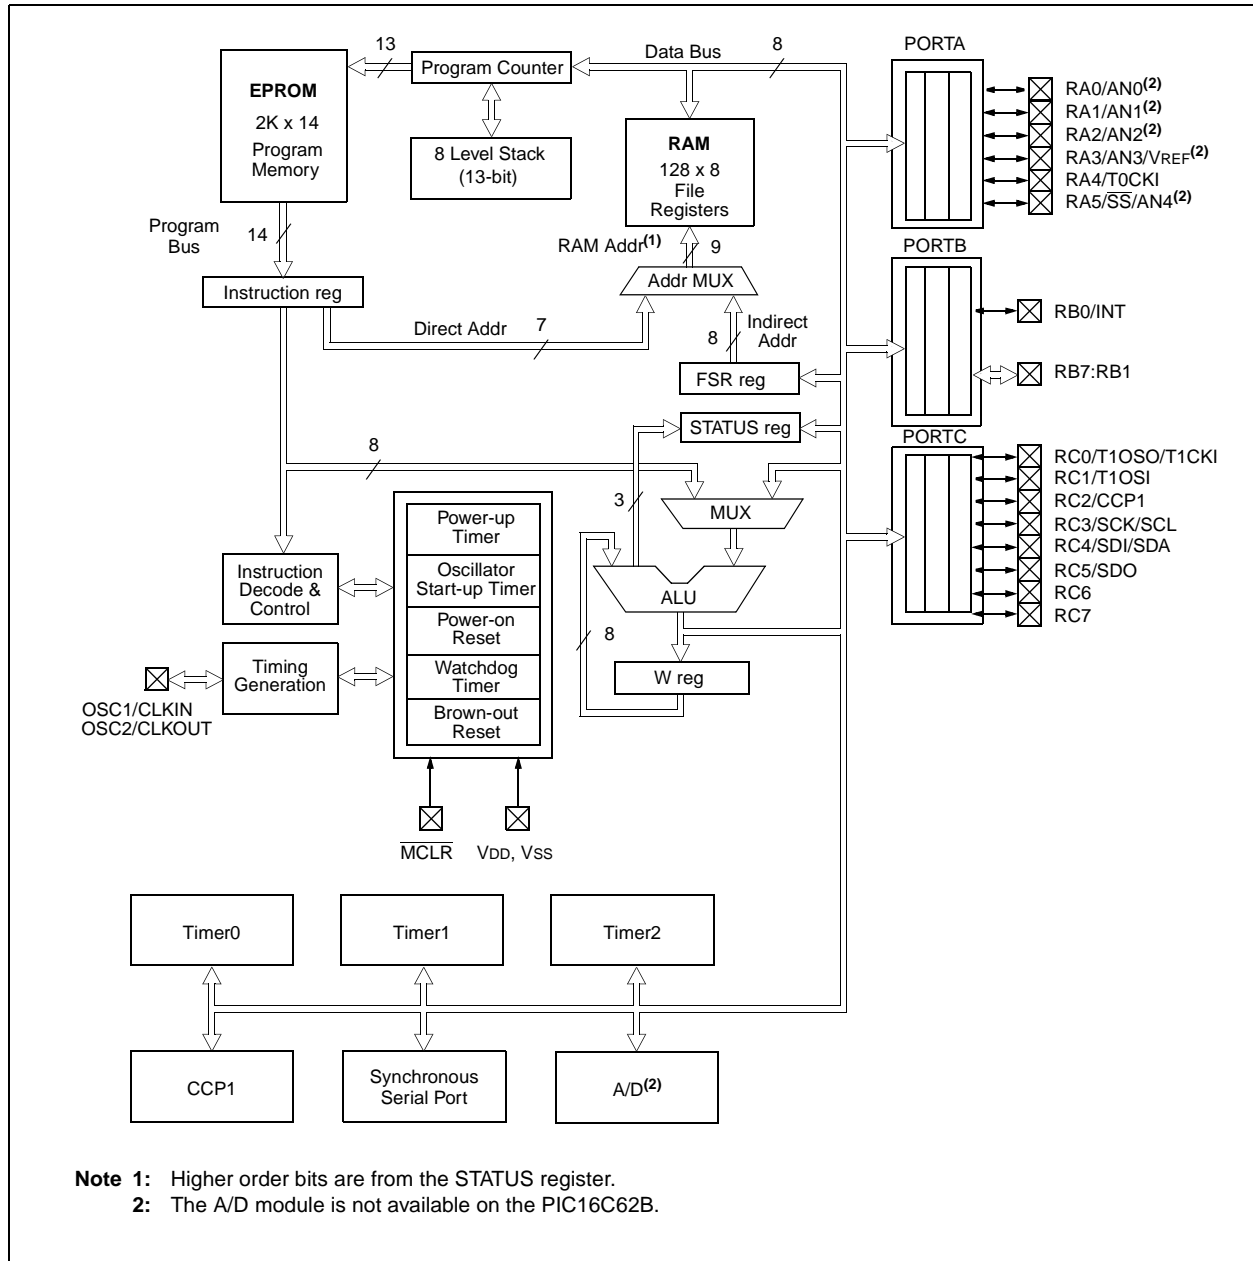 13
Program Counter
Data Bus
8
PORTA
EPROM
2K x 14
Program
Memory
8 Level Stack
(13-bit)
RAM
128 x 8
File
Registers
RA0/AN0(2)
RA1/AN1(2)
RA2/AN2(2)
RA3/AN3/VREF(2)
RA4/T0CKI
RA5/SS/AN4(2)
Program
Bus
14
RAM Addr(1)
9
PORTB
Instruction reg
Addr MUX
RB0/INT
Direct Addr
7
8
Indirect
Addr
FSR reg
RB7:RB1
STATUS reg
PORTC
8
3
MUX
RC0/T1OSO/T1CKI
RC1/T1OSI
RC2/CCP1
RC3/SCK/SCL
RC4/SDI/SDA
RC5/SDO
RC6
RC7
Power-up
Timer
Oscillator
Start-up Timer
Power-on
Reset
Watchdog
Timer
Brown-out
Reset
Instruction
Decode &
Control
ALU
8
W reg
Timing
Generation
OSC1/CLKIN
OSC2/CLKOUT
MCLR
VDD, VSS
Timer0
Timer1
Timer2
CCP1
Synchronous
Serial Port
A/D(2)
Note 1: Higher order bits are from the STATUS register.
2: The A/D module is not available on the PIC16C62B.